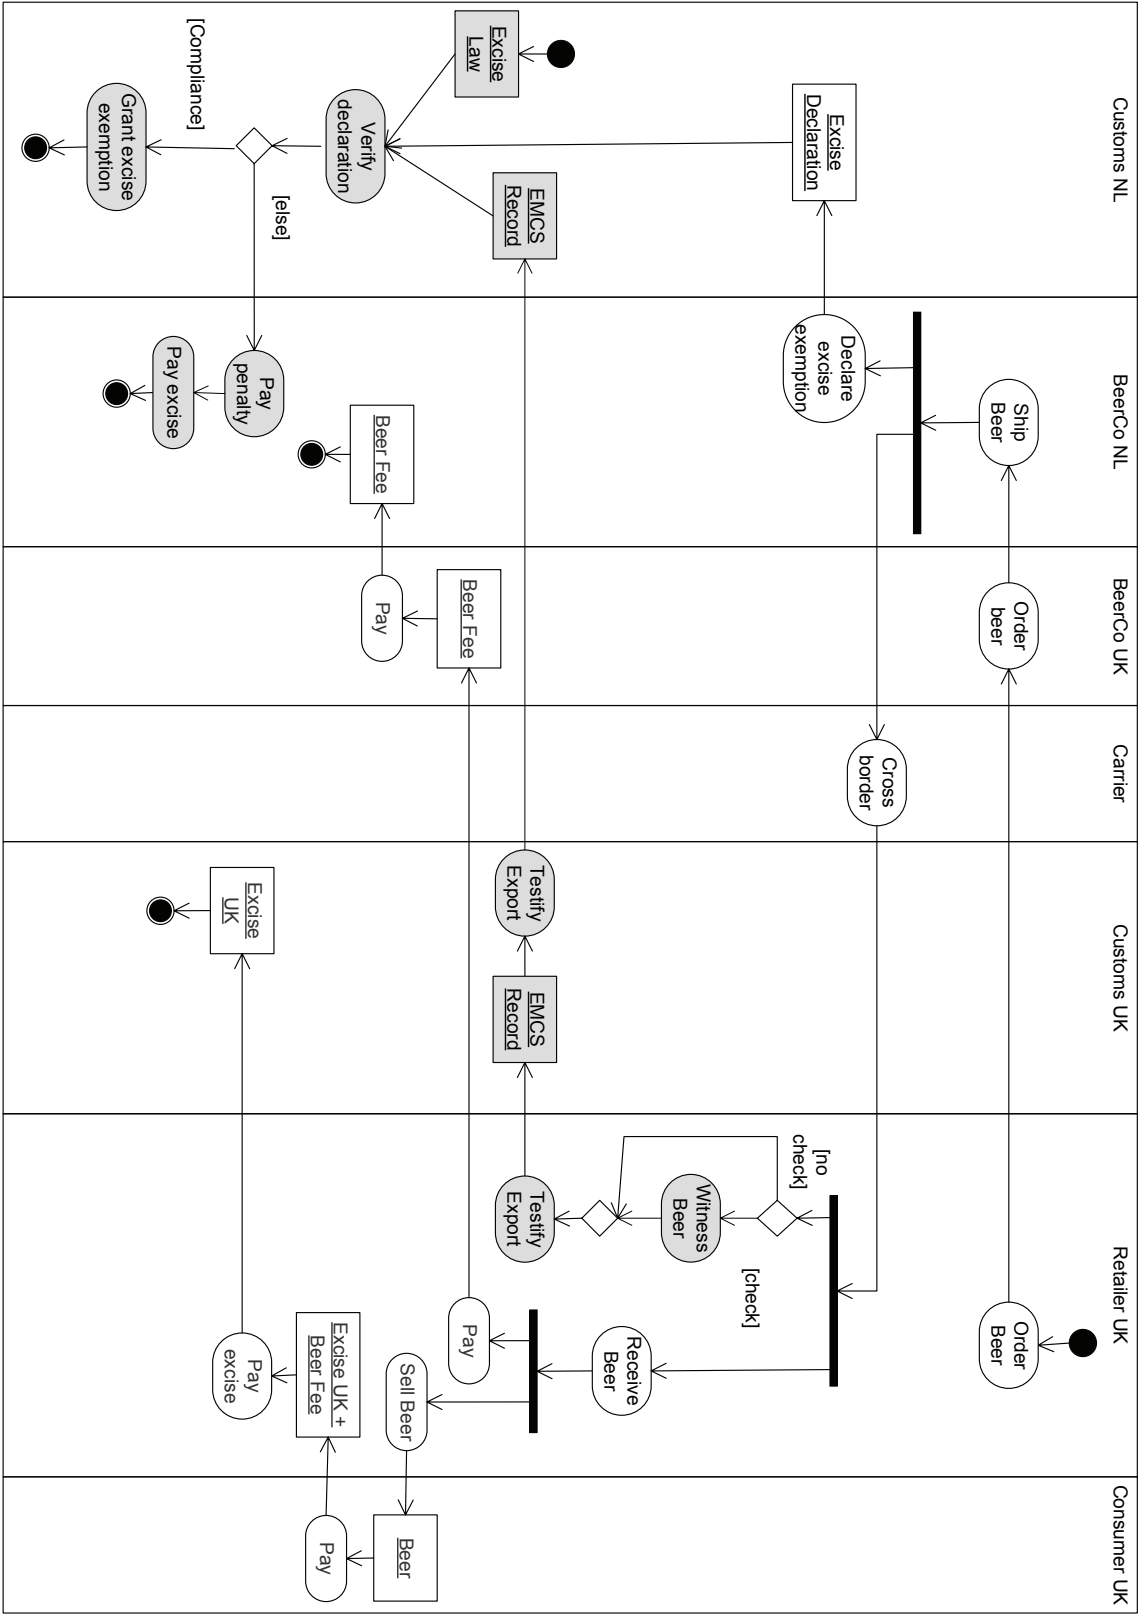 Customs NL
BeerCo NL
BeerCo UK
Carrier
Customs UK
Retailer UK
Consumer UK
Order
Beer
Order
beer
Ship
Beer
Declare
excise
exemption
Excise
Declaration
Cross
border
[no
check]
[check]
Witness
Beer
Receive
Beer
Testify
Export
EMCS
Record
Testify
Export
EMCS
Record
Excise
Law
Verify
declaration
[else]
[Compliance]
Grant excise
exemption
Pay
penalty
Pay excise
Pay
Beer Fee
Pay
Beer Fee
Sell Beer
Beer
Pay
Excise UK +
Beer Fee
Pay
excise
Excise
UK